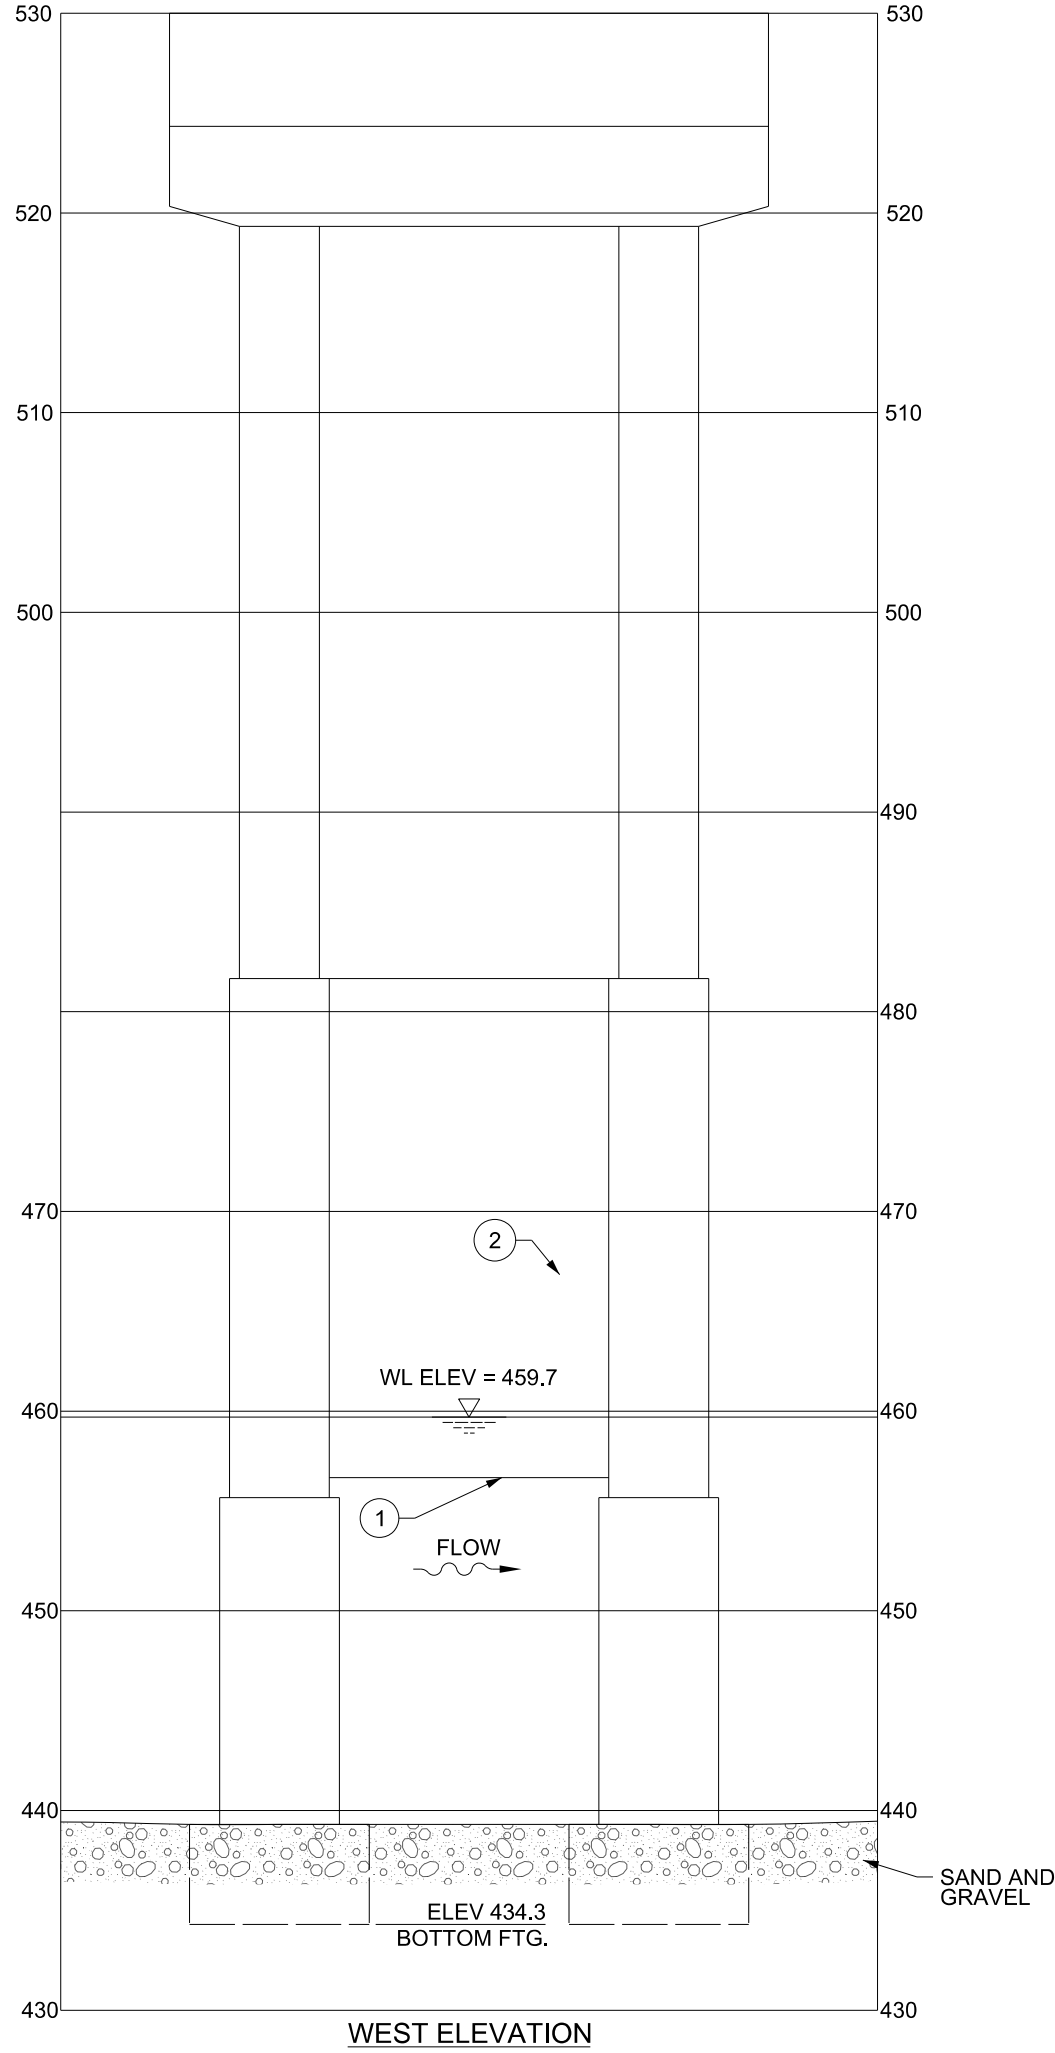 530 530
520 520
510 510
500 500
490
480
470 470
2
WL ELEV = 459.7
460 460
1
FLOW
450 450
440 440
SAND AND
GRAVEL
ELEV 434.3
BOTTOM FTG.
430 430
WEST ELEVATION